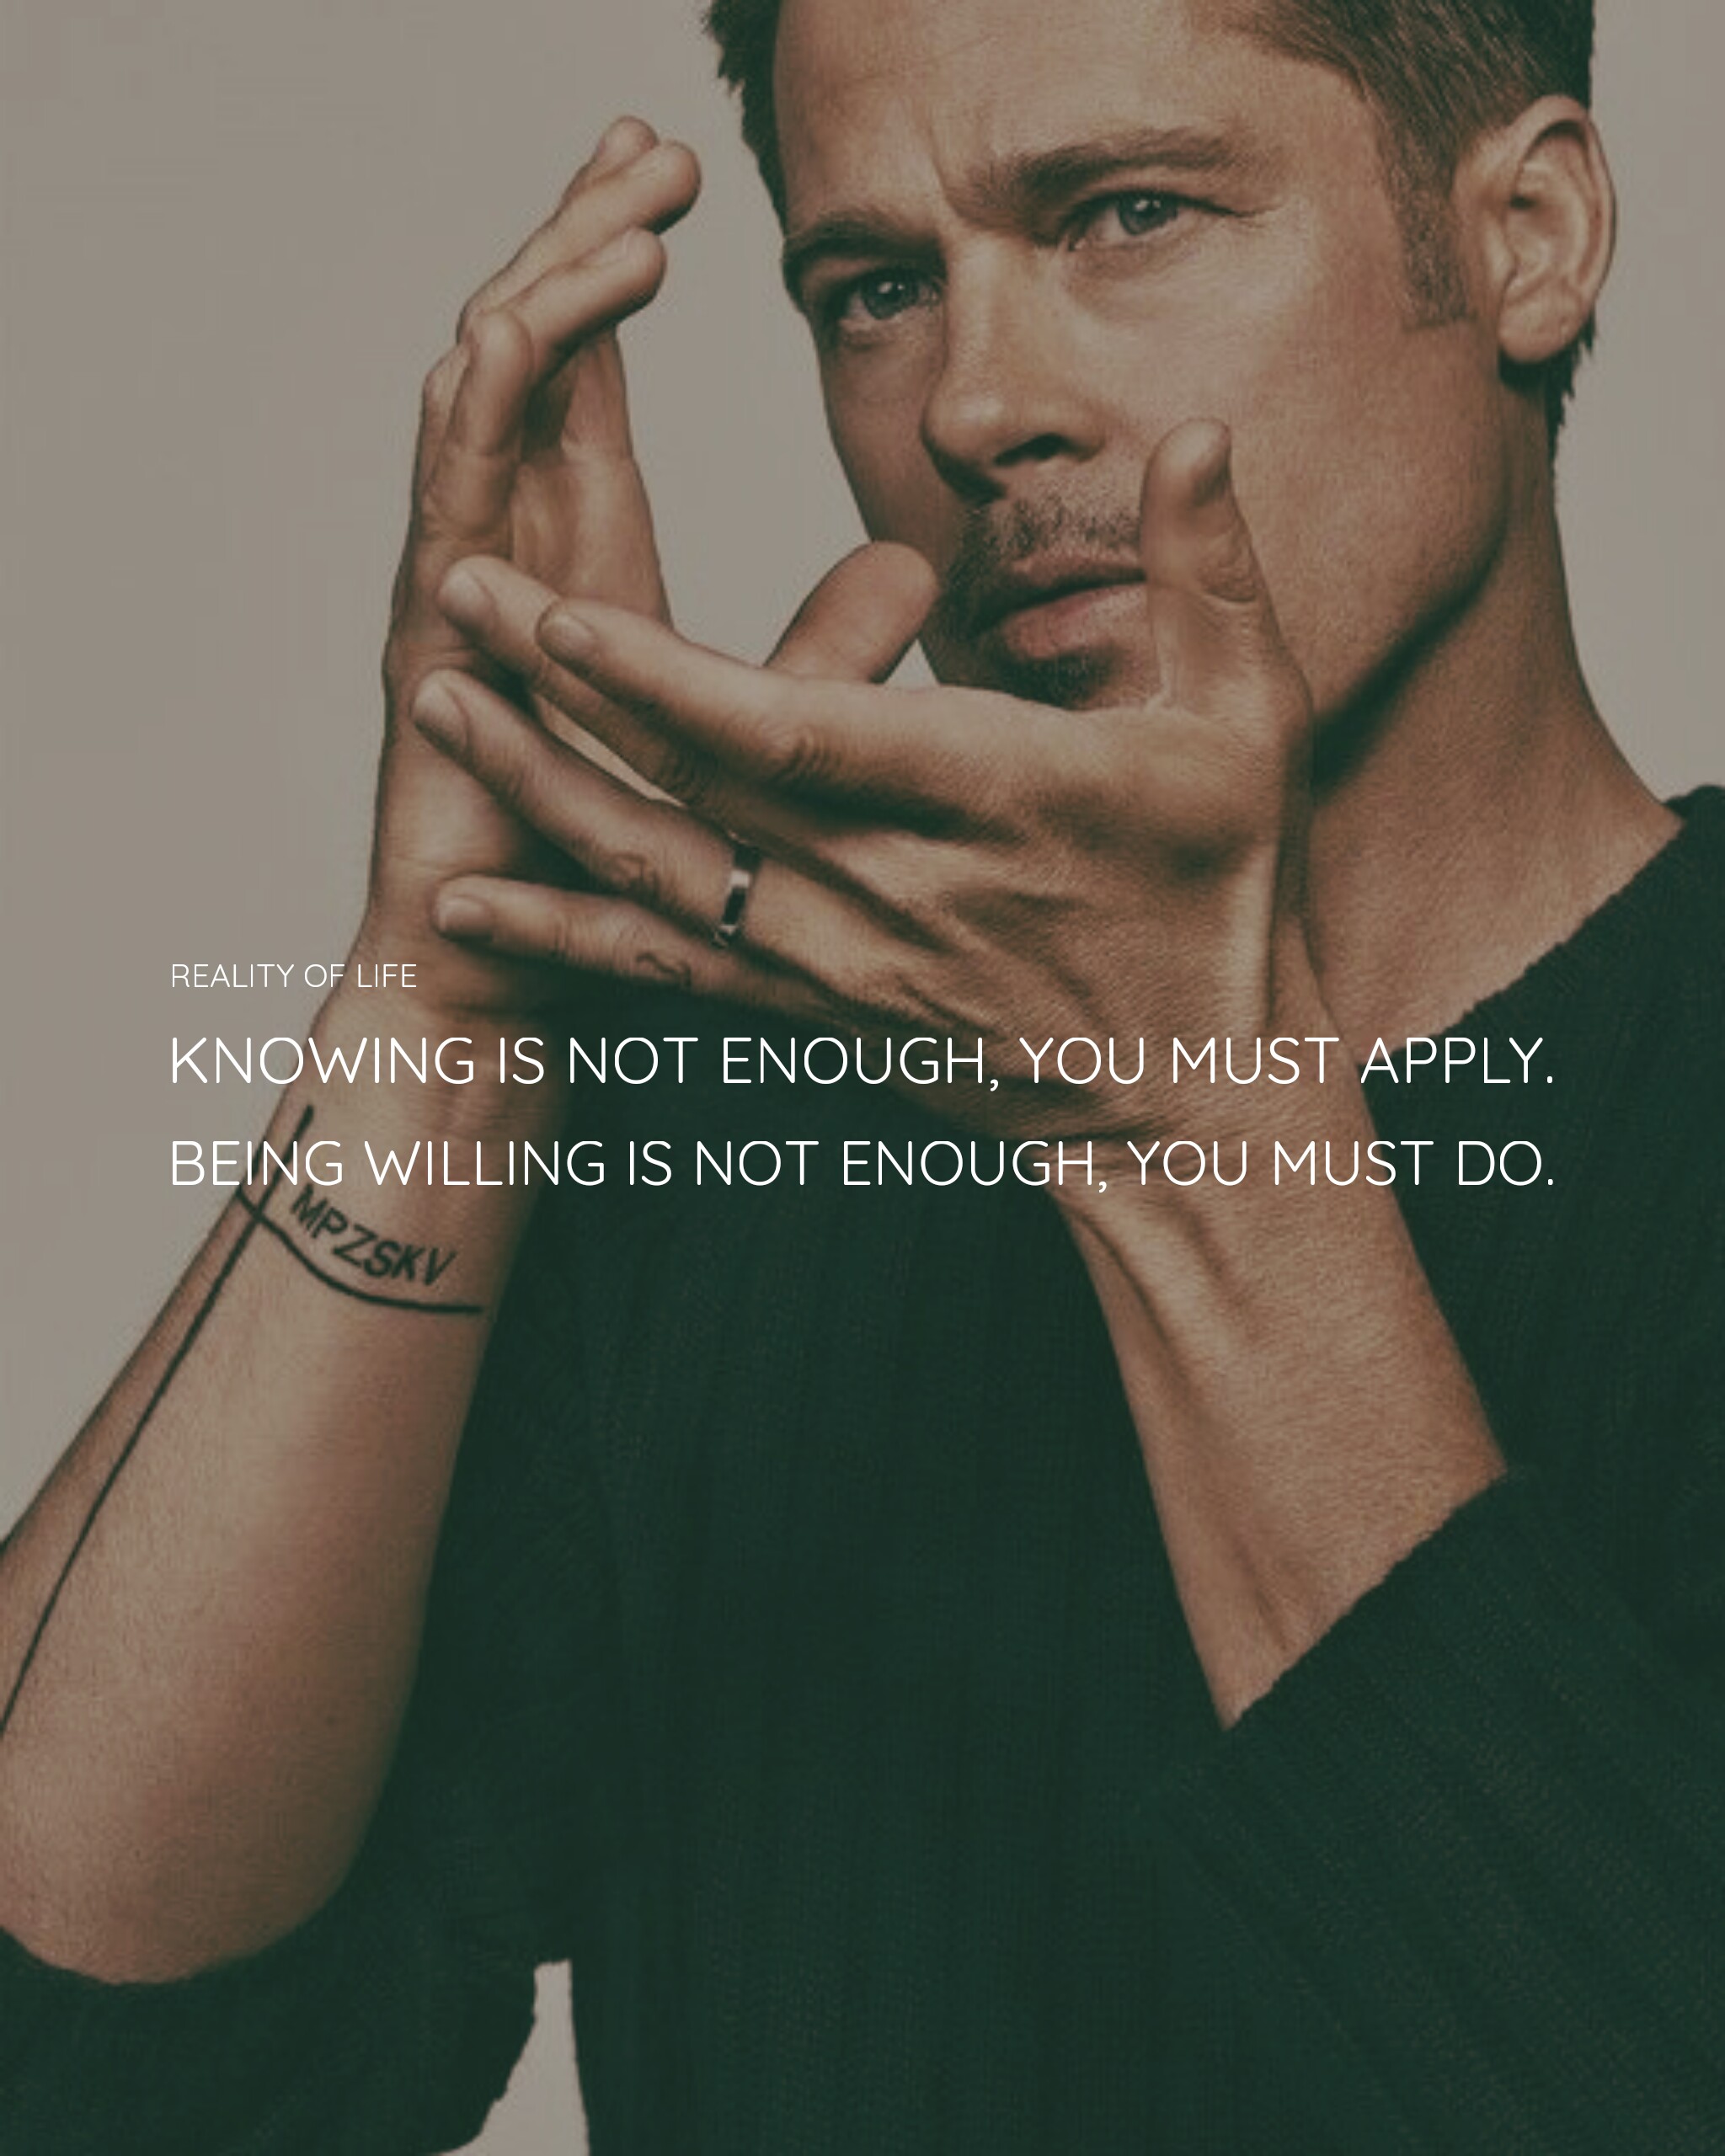 REALITY OF LIFE
KNOWING IS NOT ENOUGH, YOU MUST APPLY.
BEING WILLING IS NOT ENOUGH, YOU MUST DO.
MPZSKV